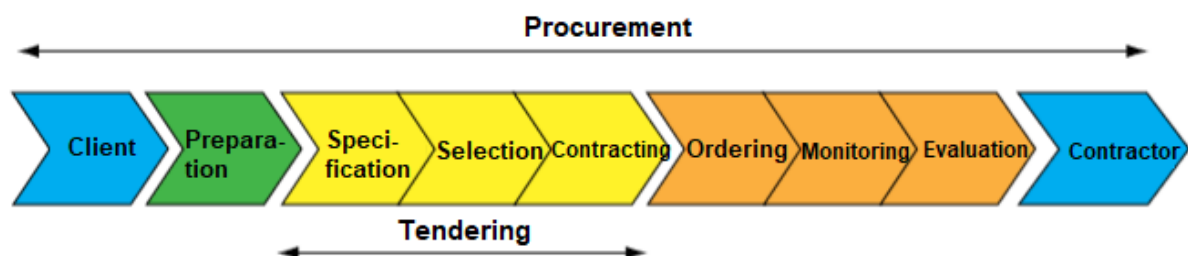 Procurement
Client
Prepara-
tion
Speci-
fication
Selection
Contracting
Ordering
Monitoring
Evaluation
Contractor
Tendering